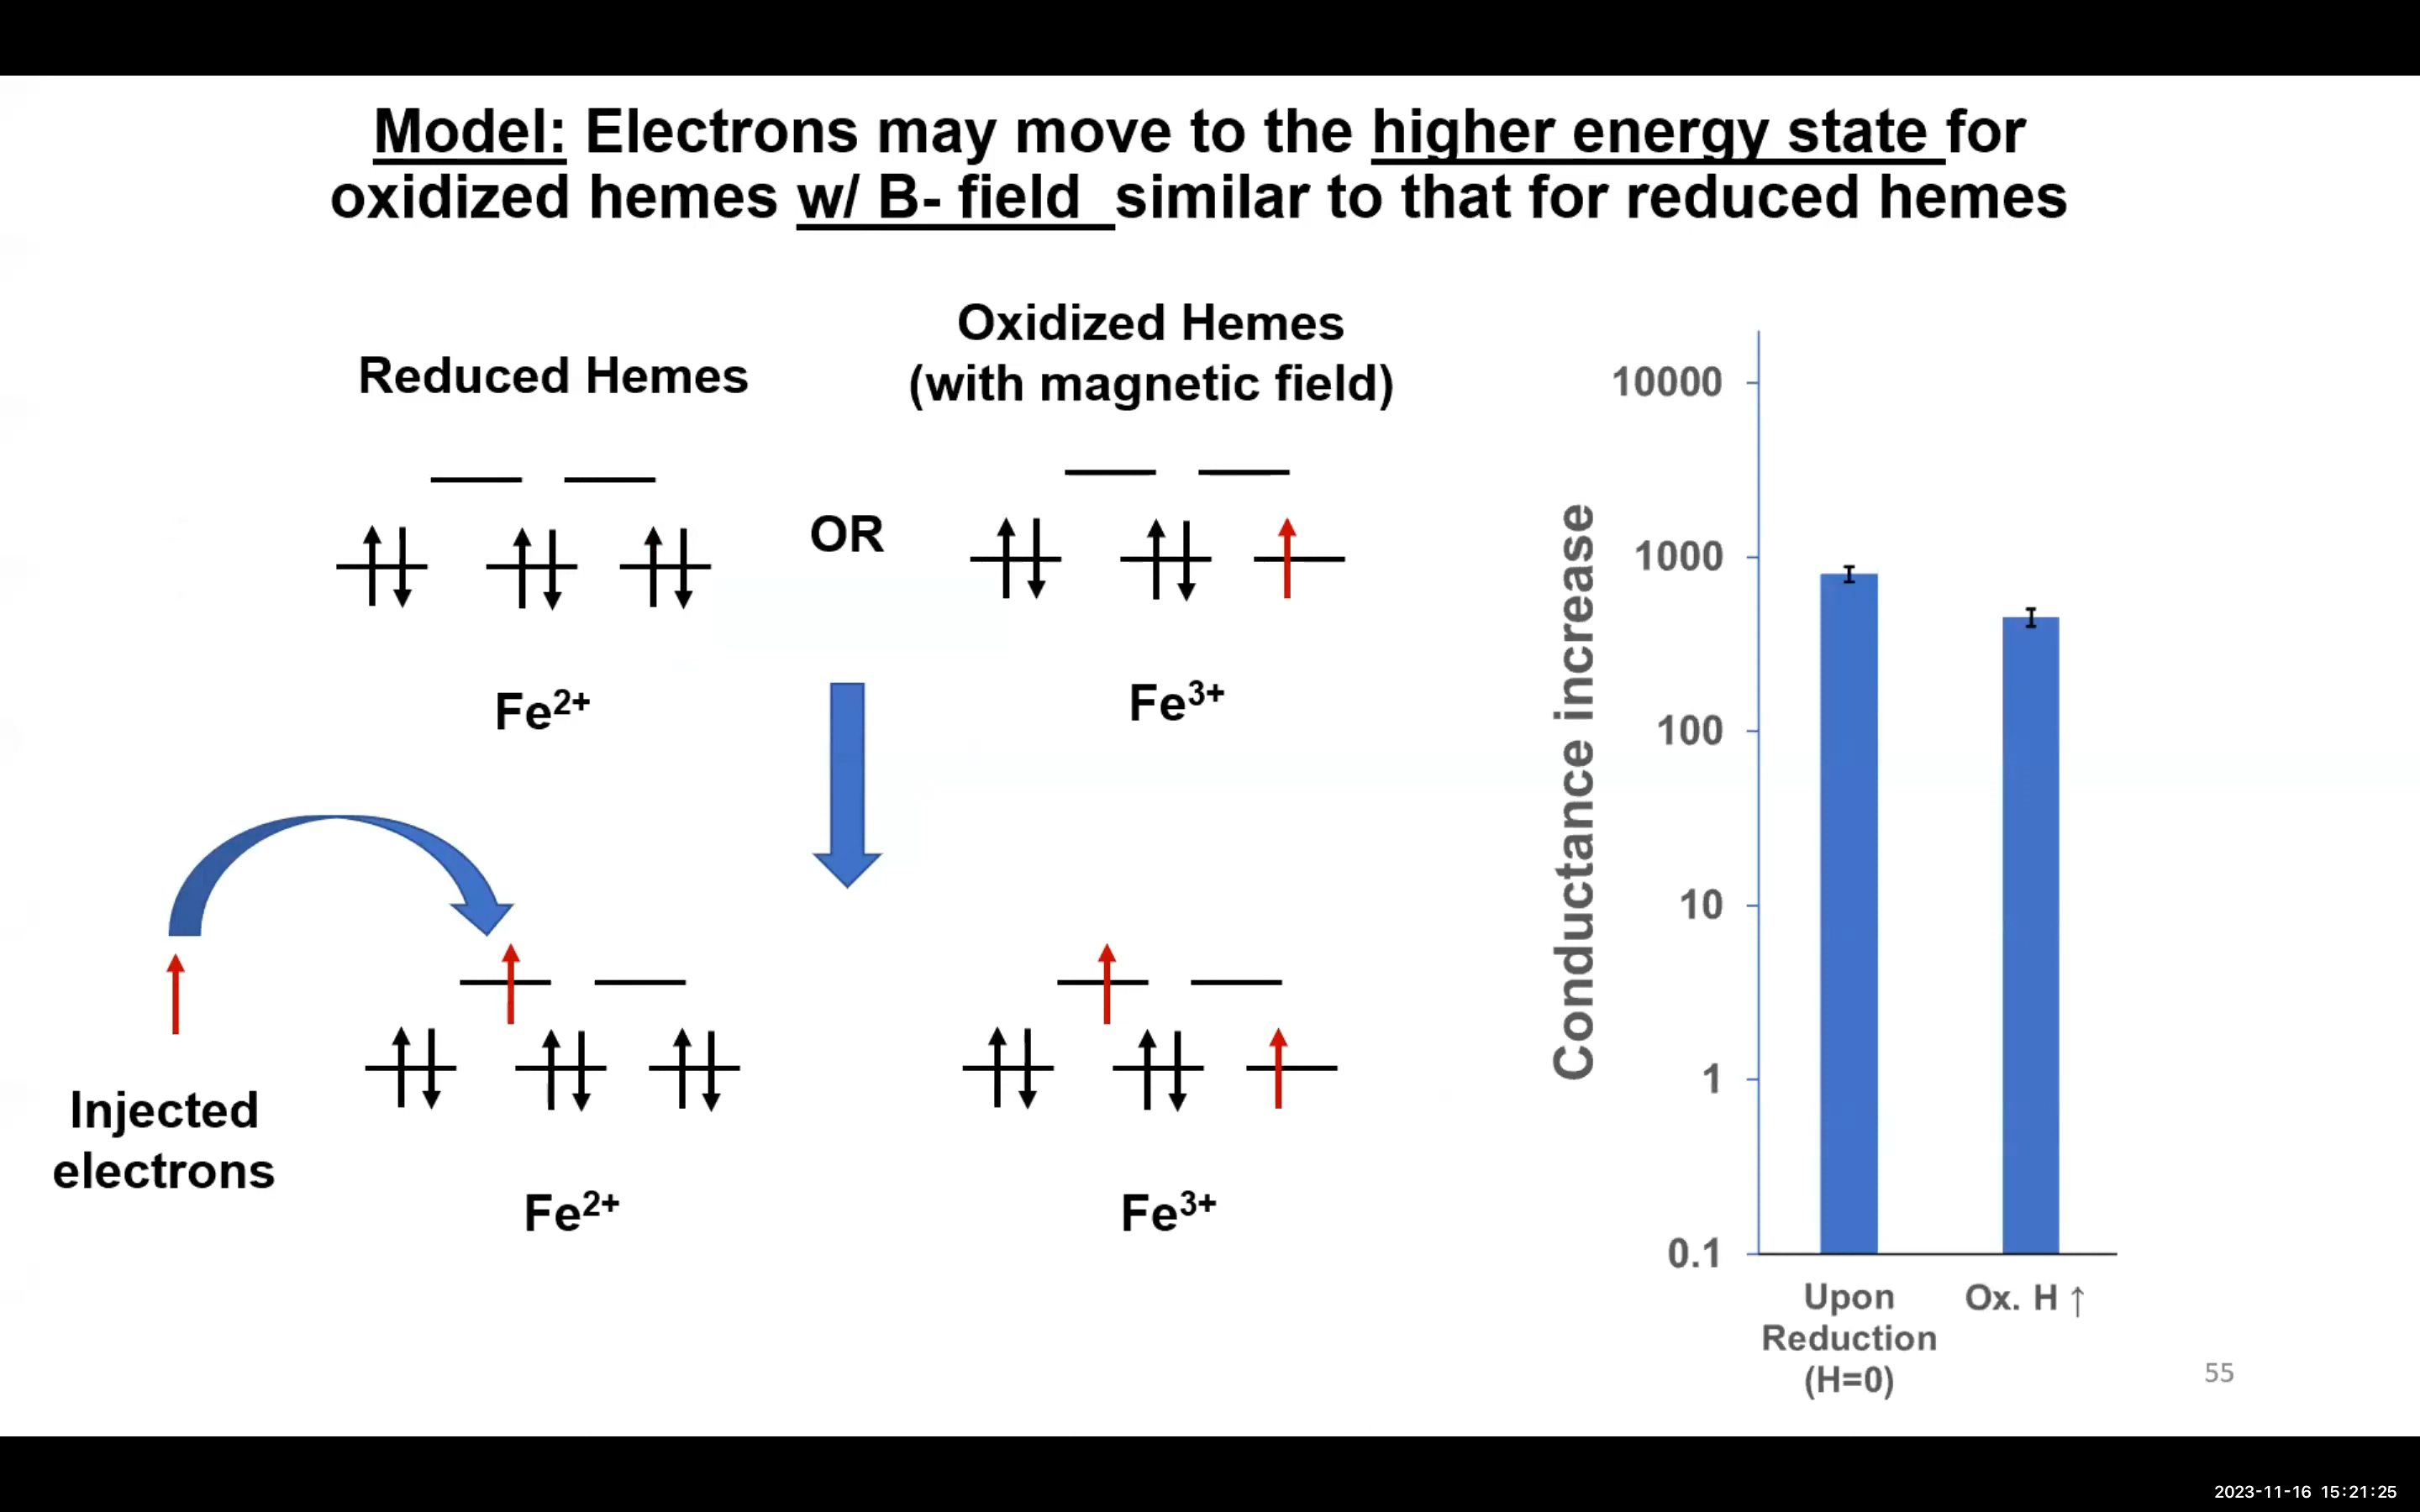 Model: Electrons may move to the higher energy state for
oxidized hemes w/ B- field similar to that for reduced hemes
Reduced Hemes
Oxidized Hemes
(with magnetic field)
OR
Fe²⁺
Fe³⁺
Injected
electrons
Fe²⁺
Fe³⁺
Conductance increase
10000
1000
100
10
1
0.1
Upon
Reduction
(H=0)
Ox. H ↑
55
2023-11-16 15:21:25